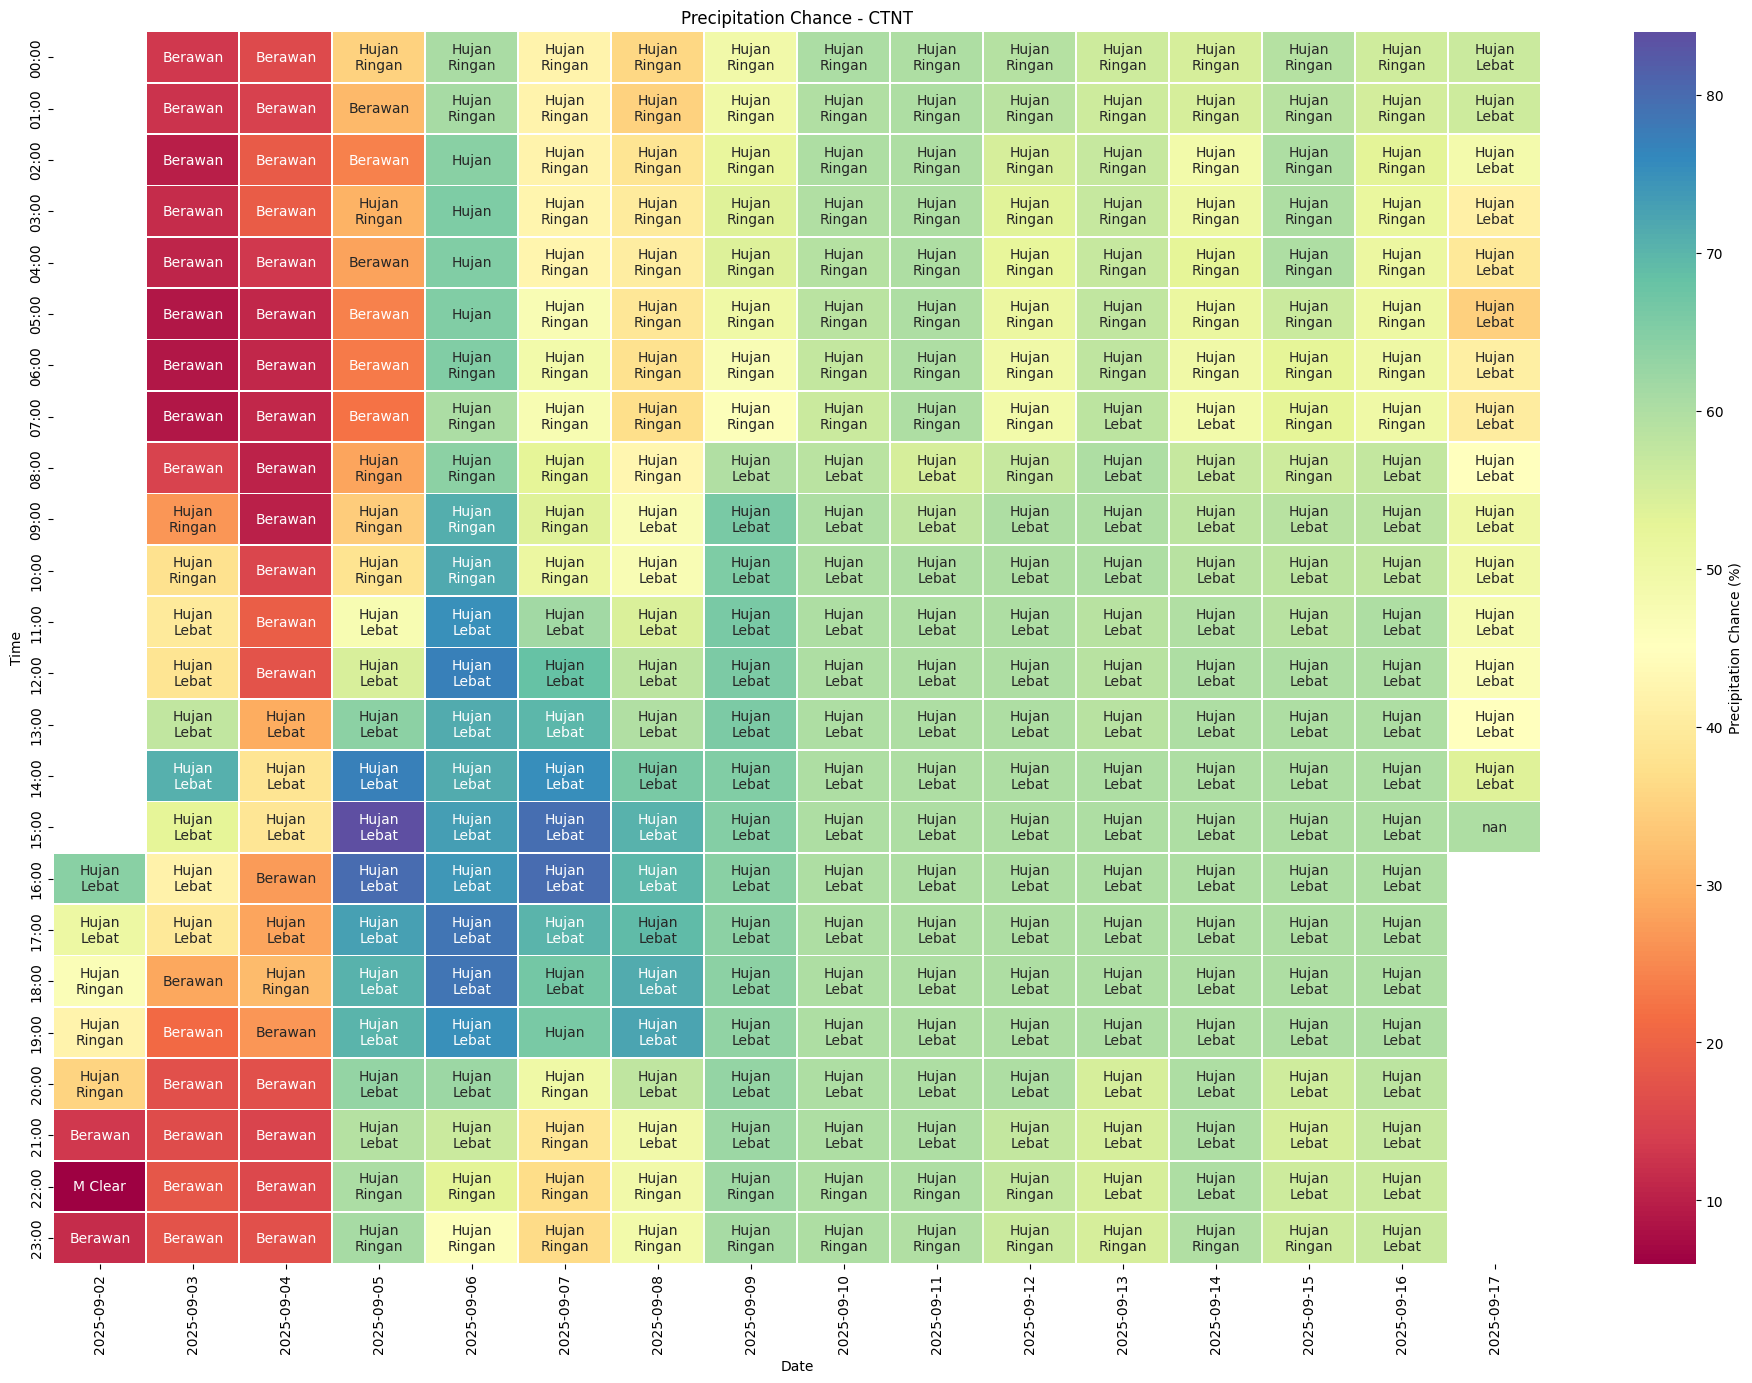 Precipitation Chance - CTNT
00:00 Berawan Berawan Hujan Ringan Hujan Ringan Hujan Ringan Hujan Ringan Hujan Ringan Hujan Ringan Hujan Ringan Hujan Ringan Hujan Ringan Hujan Ringan Hujan Ringan Hujan Ringan Hujan Lebat
01:00 Berawan Berawan Berawan Hujan Ringan Hujan Ringan Hujan Ringan Hujan Ringan Hujan Ringan Hujan Ringan Hujan Ringan Hujan Ringan Hujan Ringan Hujan Ringan Hujan Ringan Hujan Lebat
02:00 Berawan Berawan Berawan Hujan Hujan Ringan Hujan Ringan Hujan Ringan Hujan Ringan Hujan Ringan Hujan Ringan Hujan Ringan Hujan Ringan Hujan Ringan Hujan Ringan Hujan Lebat
03:00 Berawan Berawan Hujan Ringan Hujan Hujan Ringan Hujan Ringan Hujan Ringan Hujan Ringan Hujan Ringan Hujan Ringan Hujan Ringan Hujan Ringan Hujan Ringan Hujan Ringan Hujan Lebat
04:00 Berawan Berawan Berawan Hujan Hujan Ringan Hujan Ringan Hujan Ringan Hujan Ringan Hujan Ringan Hujan Ringan Hujan Ringan Hujan Ringan Hujan Ringan Hujan Ringan Hujan Lebat
05:00 Berawan Berawan Berawan Hujan Hujan Ringan Hujan Ringan Hujan Ringan Hujan Ringan Hujan Ringan Hujan Ringan Hujan Ringan Hujan Ringan Hujan Ringan Hujan Ringan Hujan Lebat
06:00 Berawan Berawan Berawan Hujan Ringan Hujan Ringan Hujan Ringan Hujan Ringan Hujan Ringan Hujan Ringan Hujan Ringan Hujan Ringan Hujan Ringan Hujan Ringan Hujan Ringan Hujan Lebat
07:00 Berawan Berawan Berawan Hujan Ringan Hujan Ringan Hujan Ringan Hujan Ringan Hujan Ringan Hujan Ringan Hujan Ringan Hujan Lebat Hujan Lebat Hujan Ringan Hujan Ringan Hujan Lebat
08:00 Berawan Berawan Hujan Ringan Hujan Ringan Hujan Ringan Hujan Ringan Hujan Lebat Hujan Lebat Hujan Lebat Hujan Ringan Hujan Lebat Hujan Lebat Hujan Lebat Hujan Lebat Hujan Lebat
09:00 Hujan Ringan Berawan Hujan Ringan Hujan Ringan Hujan Ringan Hujan Lebat Hujan Lebat Hujan Lebat Hujan Lebat Hujan Lebat Hujan Lebat Hujan Lebat Hujan Lebat Hujan Lebat Hujan Lebat
10:00 Hujan Ringan Berawan Hujan Ringan Hujan Ringan Hujan Ringan Hujan Lebat Hujan Lebat Hujan Lebat Hujan Lebat Hujan Lebat Hujan Lebat Hujan Lebat Hujan Lebat Hujan Lebat Hujan Lebat
11:00 Hujan Lebat Berawan Hujan Lebat Hujan Lebat Hujan Lebat Hujan Lebat Hujan Lebat Hujan Lebat Hujan Lebat Hujan Lebat Hujan Lebat Hujan Lebat Hujan Lebat Hujan Lebat Hujan Lebat
12:00 Hujan Lebat Berawan Hujan Lebat Hujan Lebat Hujan Lebat Hujan Lebat Hujan Lebat Hujan Lebat Hujan Lebat Hujan Lebat Hujan Lebat Hujan Lebat Hujan Lebat Hujan Lebat Hujan Lebat
13:00 Hujan Lebat Hujan Lebat Hujan Lebat Hujan Lebat Hujan Lebat Hujan Lebat Hujan Lebat Hujan Lebat Hujan Lebat Hujan Lebat Hujan Lebat Hujan Lebat Hujan Lebat Hujan Lebat Hujan Lebat
14:00 Hujan Lebat Hujan Lebat Hujan Lebat Hujan Lebat Hujan Lebat Hujan Lebat Hujan Lebat Hujan Lebat Hujan Lebat Hujan Lebat Hujan Lebat Hujan Lebat Hujan Lebat Hujan Lebat Hujan Lebat
15:00 Hujan Lebat Hujan Lebat Hujan Lebat Hujan Lebat Hujan Lebat Hujan Lebat Hujan Lebat Hujan Lebat Hujan Lebat Hujan Lebat Hujan Lebat Hujan Lebat Hujan Lebat Hujan Lebat nan
16:00 Hujan Lebat Hujan Lebat Berawan Hujan Lebat Hujan Lebat Hujan Lebat Hujan Lebat Hujan Lebat Hujan Lebat Hujan Lebat Hujan Lebat Hujan Lebat Hujan Lebat Hujan Lebat Hujan Lebat
17:00 Hujan Lebat Hujan Lebat Hujan Lebat Hujan Lebat Hujan Lebat Hujan Lebat Hujan Lebat Hujan Lebat Hujan Lebat Hujan Lebat Hujan Lebat Hujan Lebat Hujan Lebat Hujan Lebat Hujan Lebat
18:00 Hujan Ringan Berawan Hujan Ringan Hujan Lebat Hujan Lebat Hujan Lebat Hujan Lebat Hujan Lebat Hujan Lebat Hujan Lebat Hujan Lebat Hujan Lebat Hujan Lebat Hujan Lebat Hujan Lebat
19:00 Hujan Ringan Berawan Berawan Hujan Lebat Hujan Lebat Hujan Hujan Lebat Hujan Lebat Hujan Lebat Hujan Lebat Hujan Lebat Hujan Lebat Hujan Lebat Hujan Lebat Hujan Lebat
20:00 Hujan Ringan Berawan Berawan Hujan Lebat Hujan Lebat Hujan Ringan Hujan Lebat Hujan Lebat Hujan Lebat Hujan Lebat Hujan Lebat Hujan Lebat Hujan Lebat Hujan Lebat Hujan Lebat
21:00 Berawan Berawan Berawan Hujan Lebat Hujan Lebat Hujan Ringan Hujan Lebat Hujan Lebat Hujan Lebat Hujan Lebat Hujan Lebat Hujan Lebat Hujan Lebat Hujan Lebat Hujan Lebat
22:00 M Clear Berawan Berawan Hujan Ringan Hujan Ringan Hujan Ringan Hujan Ringan Hujan Ringan Hujan Ringan Hujan Ringan Hujan Ringan Hujan Lebat Hujan Lebat Hujan Lebat Hujan Lebat
23:00 Berawan Berawan Berawan Hujan Ringan Hujan Ringan Hujan Ringan Hujan Ringan Hujan Ringan Hujan Ringan Hujan Ringan Hujan Ringan Hujan Ringan Hujan Ringan Hujan Ringan Hujan Lebat
Time
2025-09-02 2025-09-03 2025-09-04 2025-09-05 2025-09-06 2025-09-07 2025-09-08 2025-09-09 2025-09-10 2025-09-11 2025-09-12 2025-09-13 2025-09-14 2025-09-15 2025-09-16 2025-09-17
Date
80
70
60
50
40
30
20
10
Precipitation Chance (%)